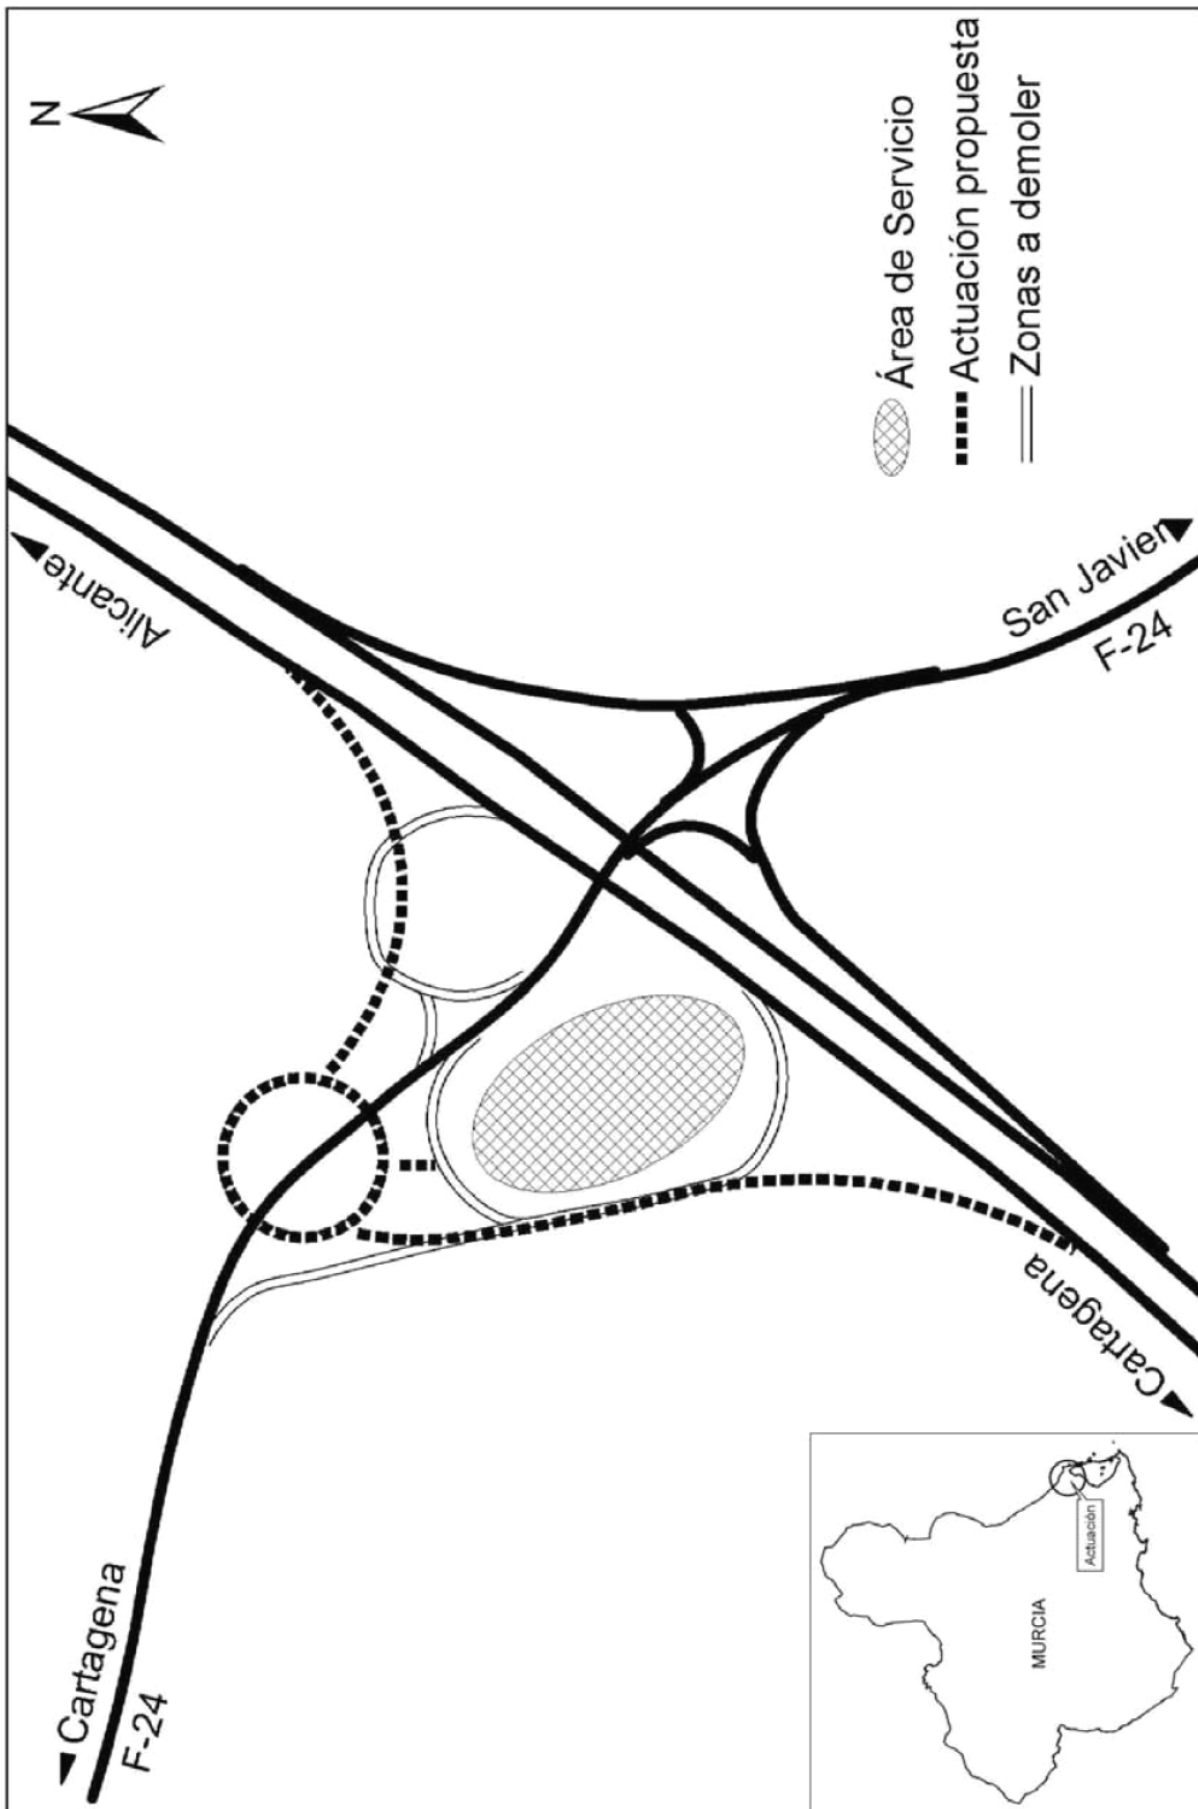 N
Alicante
Área de Servicio
Actuación propuesta
Zonas a demoler
San Javier
F-24
Cartagena
F-24
Cartagena
MURCIA
Actuación